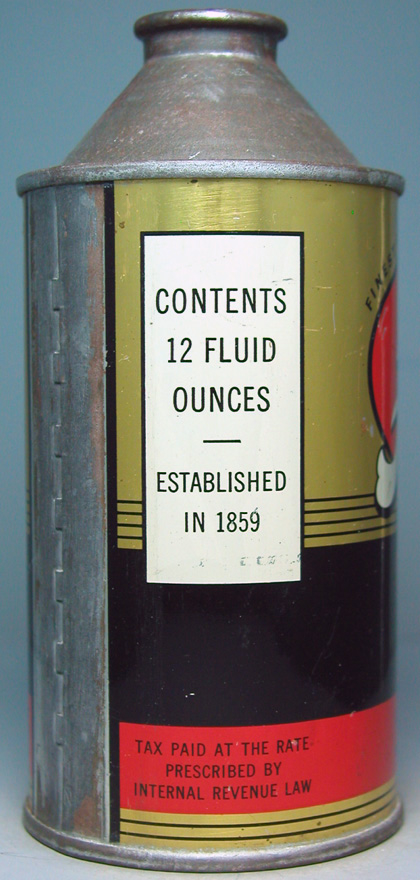 CONTENTS
12 FLUID
OUNCES
ESTABLISHED
IN 1859
TAX PAID AT THE RATE
PRESCRIBED BY
INTERNAL REVENUE LAW